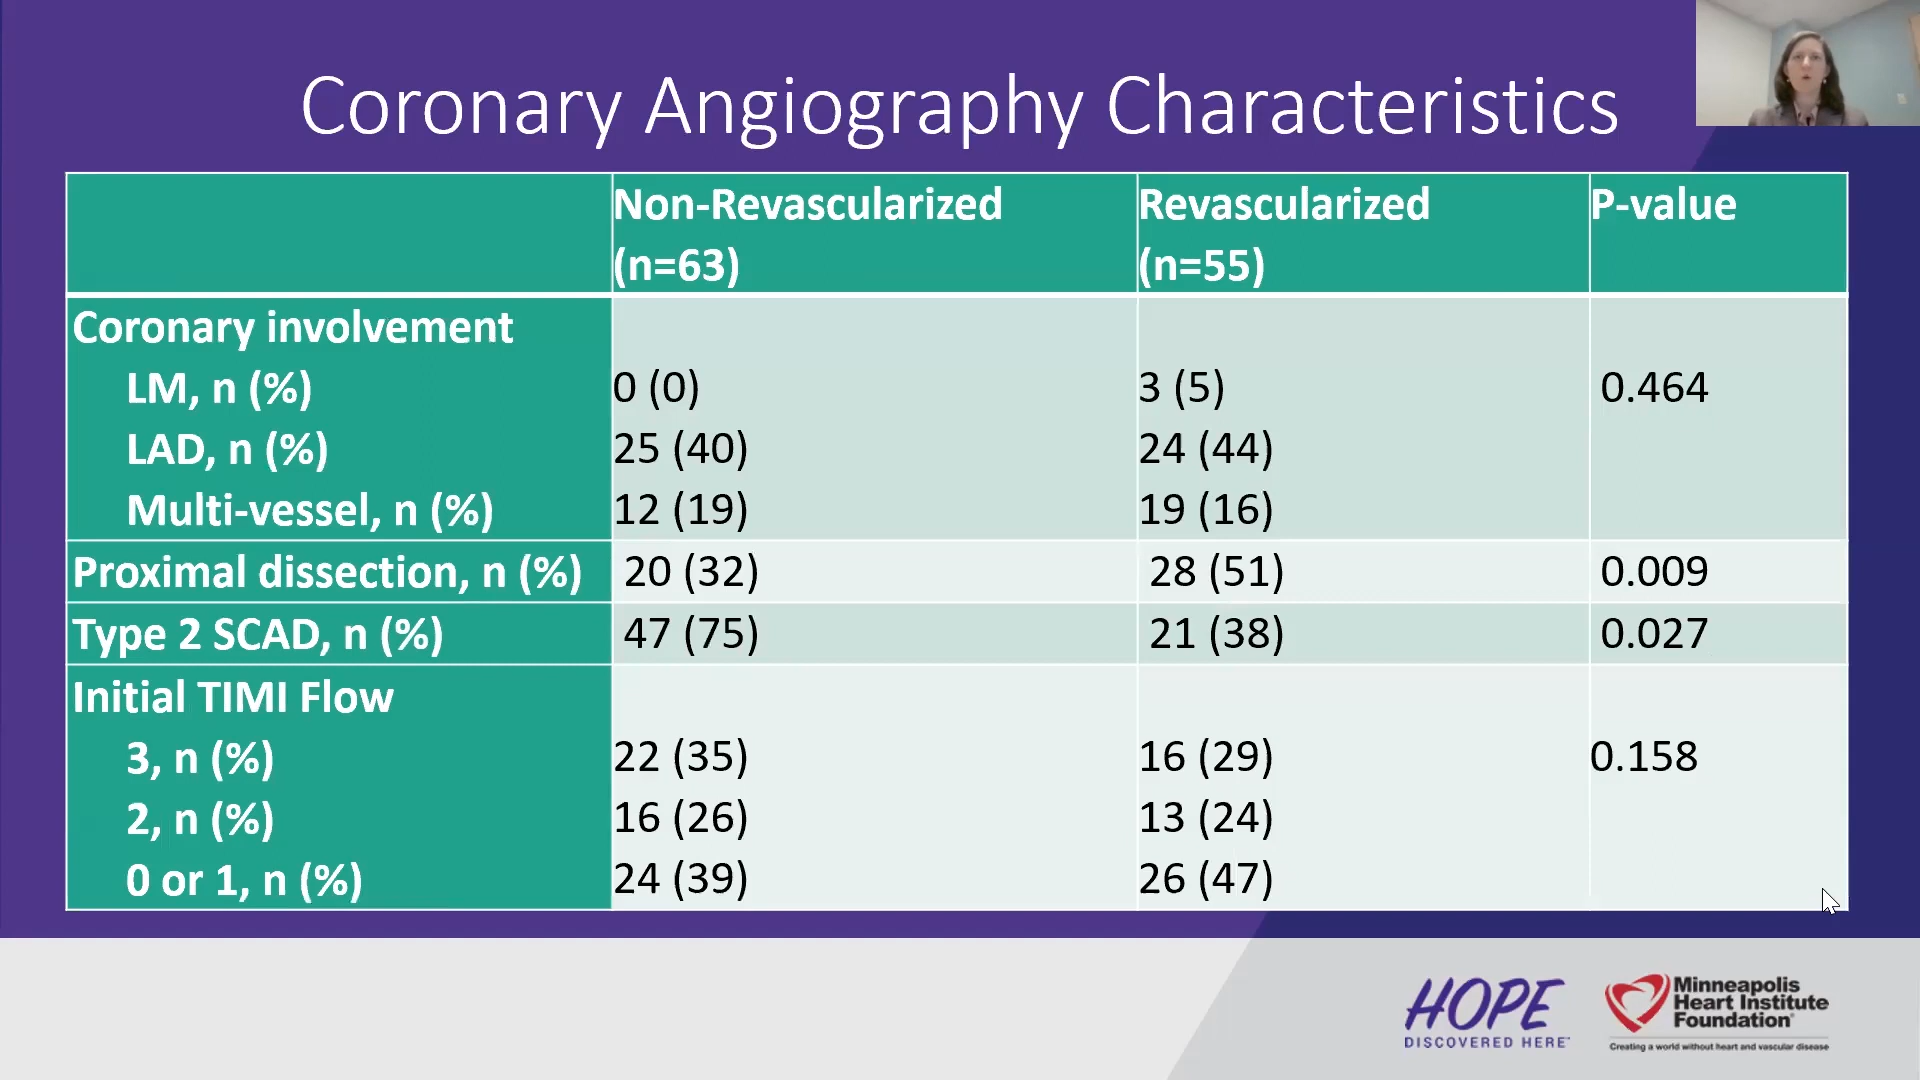 Coronary Angiography Characteristics
Non-Revascularized (n=63) Revascularized (n=55) P-value
Coronary involvement
LM, n (%) 0 (0) 3 (5) 0.464
LAD, n (%) 25 (40) 24 (44)
Multi-vessel, n (%) 12 (19) 19 (16)
Proximal dissection, n (%) 20 (32) 28 (51) 0.009
Type 2 SCAD, n (%) 47 (75) 21 (38) 0.027
Initial TIMI Flow
3, n (%) 22 (35) 16 (29) 0.158
2, n (%) 16 (26) 13 (24)
0 or 1, n (%) 24 (39) 26 (47)
HOPE
DISCOVERED HERE™
Minneapolis
Heart Institute
Foundation®
Creating a world without heart and vascular disease